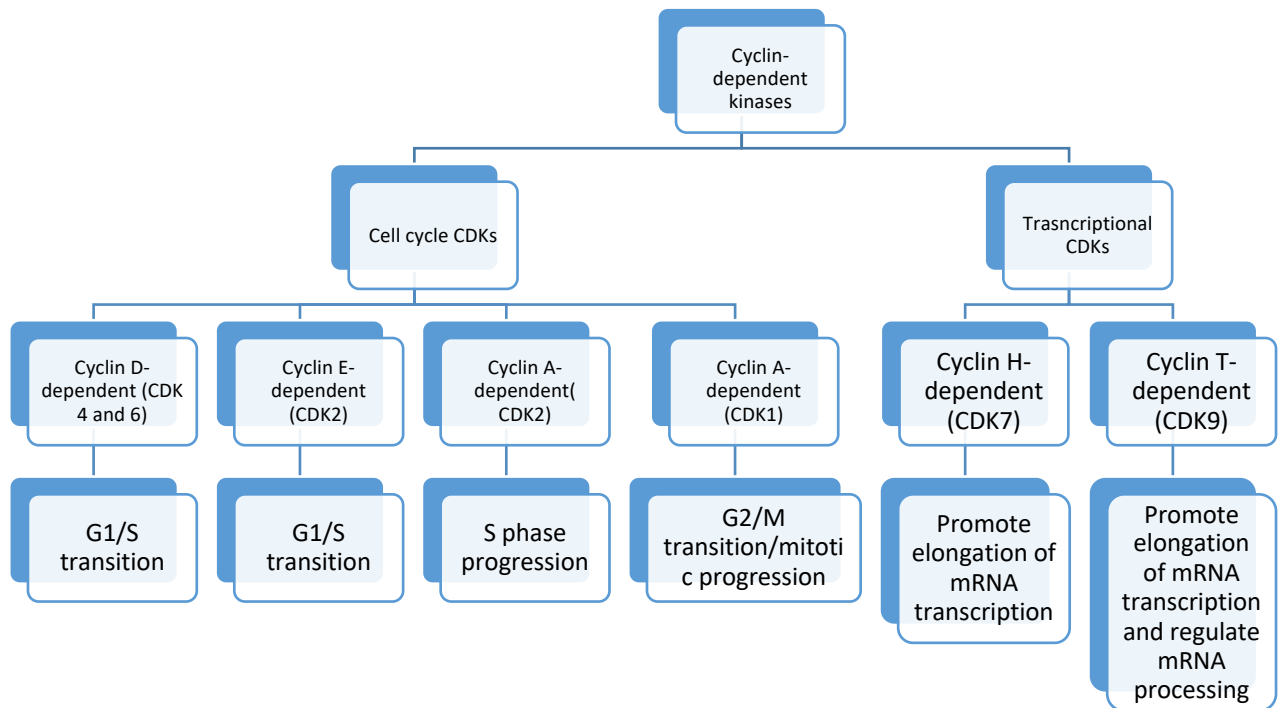 Cyclin-
dependent
kinases
Cell cycle CDKs
Trasncriptional
CDKs
Cyclin D-
dependent (CDK
4 and 6)
Cyclin E-
dependent
(CDK2)
Cyclin A-
dependent(
CDK2)
Cyclin A-
dependent
(CDK1)
Cyclin H-
dependent
(CDK7)
Cyclin T-
dependent
(CDK9)
G1/S
transition
G1/S
transition
S phase
progression
G2/M
transition/mitoti
c progression
Promote
elongation of
mRNA
transcription
Promote
elongation
of mRNA
transcription
and regulate
mRNA
processing